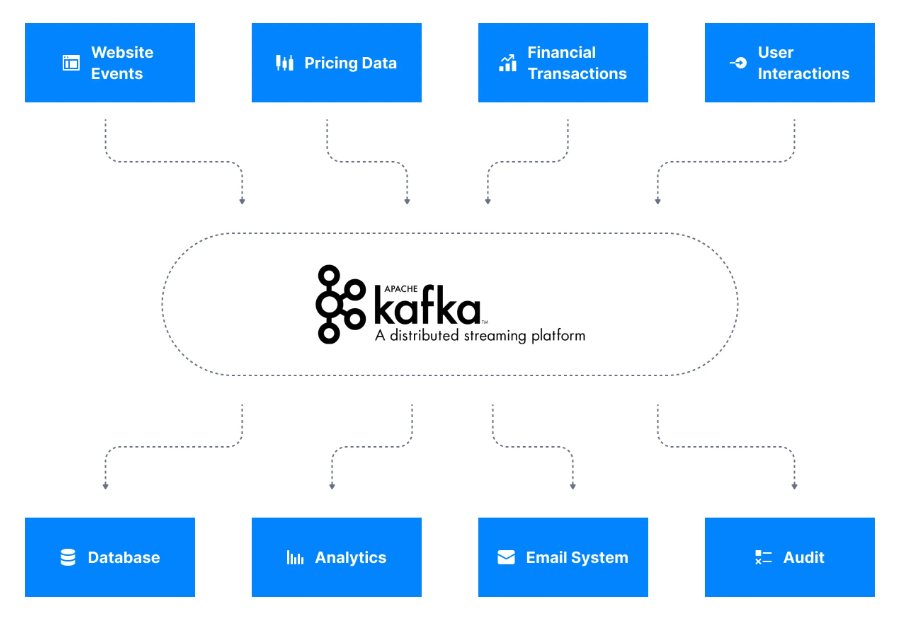 Website
Events
Pricing Data
Financial
Transactions
User
Interactions
APACHE
kafka™
A distributed streaming platform
Database
Analytics
Email System
Audit